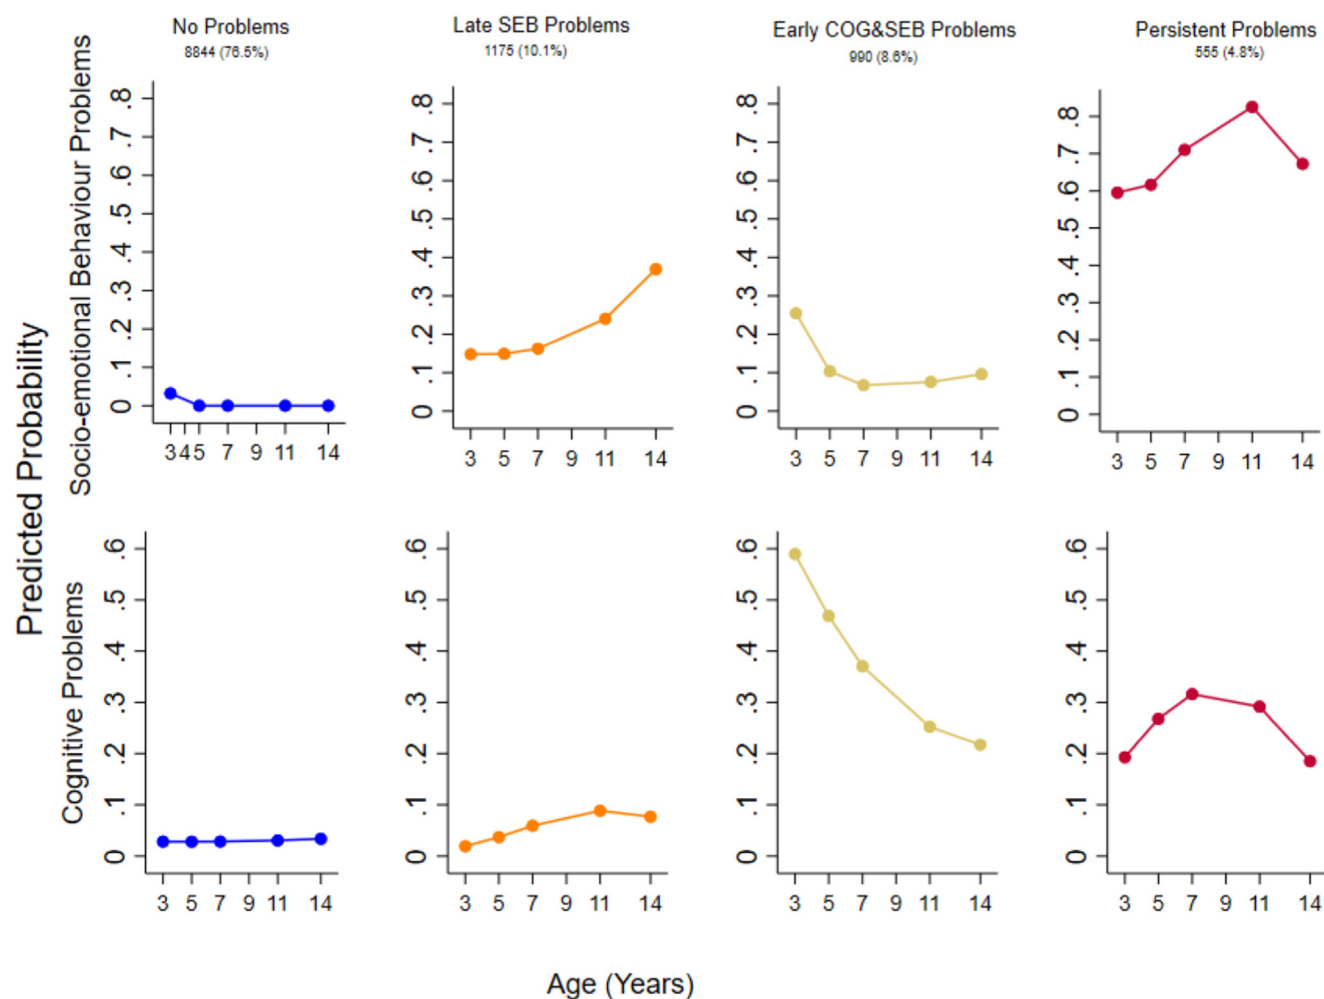 No Problems
8844 (76.5%)
Late SEB Problems
1175 (10.1%)
Early COG&SEB Problems
990 (8.6%)
Persistent Problems
555 (4.8%)
Predicted Probability
Socio-emotional Behaviour Problems
0 .1 .2 .3 .4 .5 .6 .7 .8
3 4 5 7 9 11 14
0 .1 .2 .3 .4 .5 .6 .7 .8
3 5 7 9 11 14
0 .1 .2 .3 .4 .5 .6 .7 .8
3 5 7 9 11 14
0 .1 .2 .3 .4 .5 .6 .7 .8
3 5 7 9 11 14
Cognitive Problems
0 .1 .2 .3 .4 .5 .6
3 5 7 9 11 14
0 .1 .2 .3 .4 .5 .6
3 5 7 9 11 14
0 .1 .2 .3 .4 .5 .6
3 5 7 9 11 14
0 .1 .2 .3 .4 .5 .6
3 5 7 9 11 14
Age (Years)